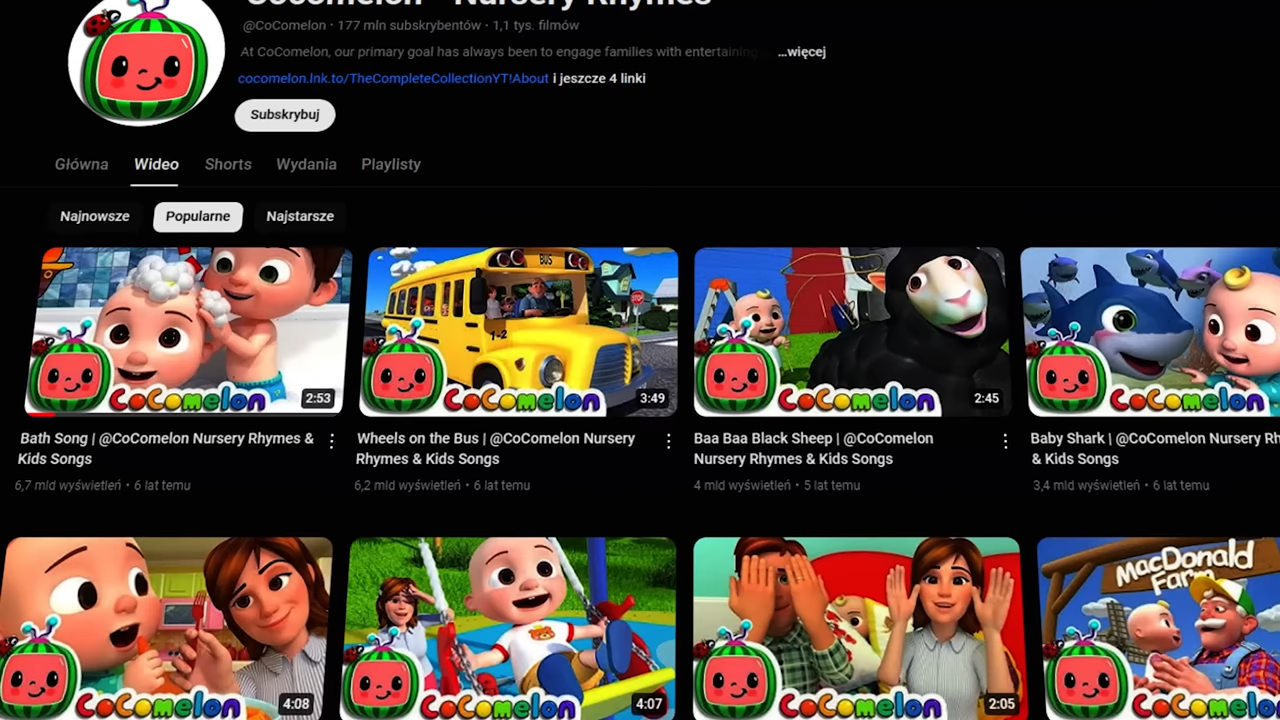 Cocomelon - Nursery Rhymes
@CoComelon · 177 mln subskrybentów · 1,1 tys. filmów
At CoComelon, our primary goal has always been to engage families with entertaining ...więcej
cocomelon.lnk.to/TheCompleteCollectionYT!About i jeszcze 4 linki
Subskrybuj
Główna Wideo Shorts Wydania Playlisty
Najnowsze Popularne Najstarsze
BUS
STOP
1-2
CoComelon 2:53 CoComelon 3:49 CoComelon 2:45 CoComelon
Bath Song | @CoComelon Nursery Rhymes & Kids Songs
6,7 mld wyświetleń • 6 lat temu
Wheels on the Bus | @CoComelon Nursery Rhymes & Kids Songs
6,2 mld wyświetleń • 6 lat temu
Baa Baa Black Sheep | @CoComelon Nursery Rhymes & Kids Songs
4 mld wyświetleń • 5 lat temu
Baby Shark | @CoComelon Nursery Rh
& Kids Songs
3,4 mld wyświetleń • 6 lat temu
MacDonald
Farm
CoComelon 4:08 CoComelon 4:07 CoComelon 2:05 CoComelo